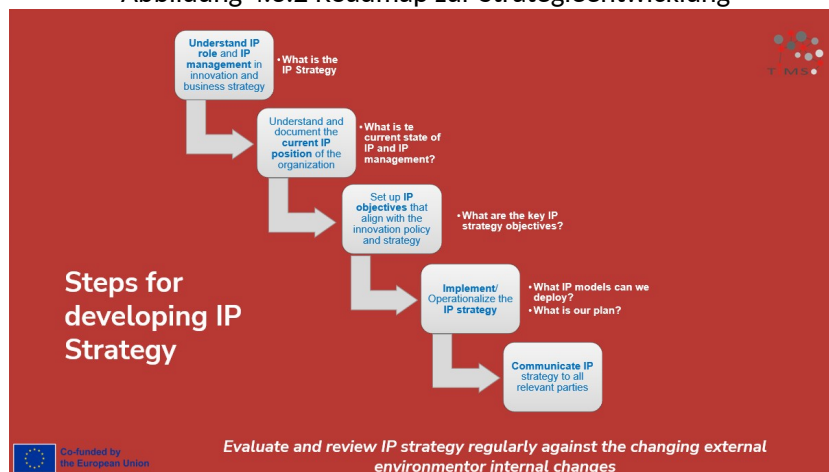 Abbildung 4.3.2 Roadmap zur Strategieentwicklung
Understand IP
role and IP
management in
innovation and
business strategy
• What is the
IP Strategy
T MS
Understand and
document the
current IP
position of the
organization
• What is te
current state of
IP and IP
management?
Set up IP
objectives that
align with the
innovation policy
and strategy
• What are the key IP
strategy objectives?
Steps for
developing IP
Strategy
Implement/
Operationalize the
IP strategy
• What IP models can we
deploy?
• What is our plan?
Communicate IP
strategy to all
relevant parties
Co-funded by
the European Union
Evaluate and review IP strategy regularly against the changing external
environmentor internal changes